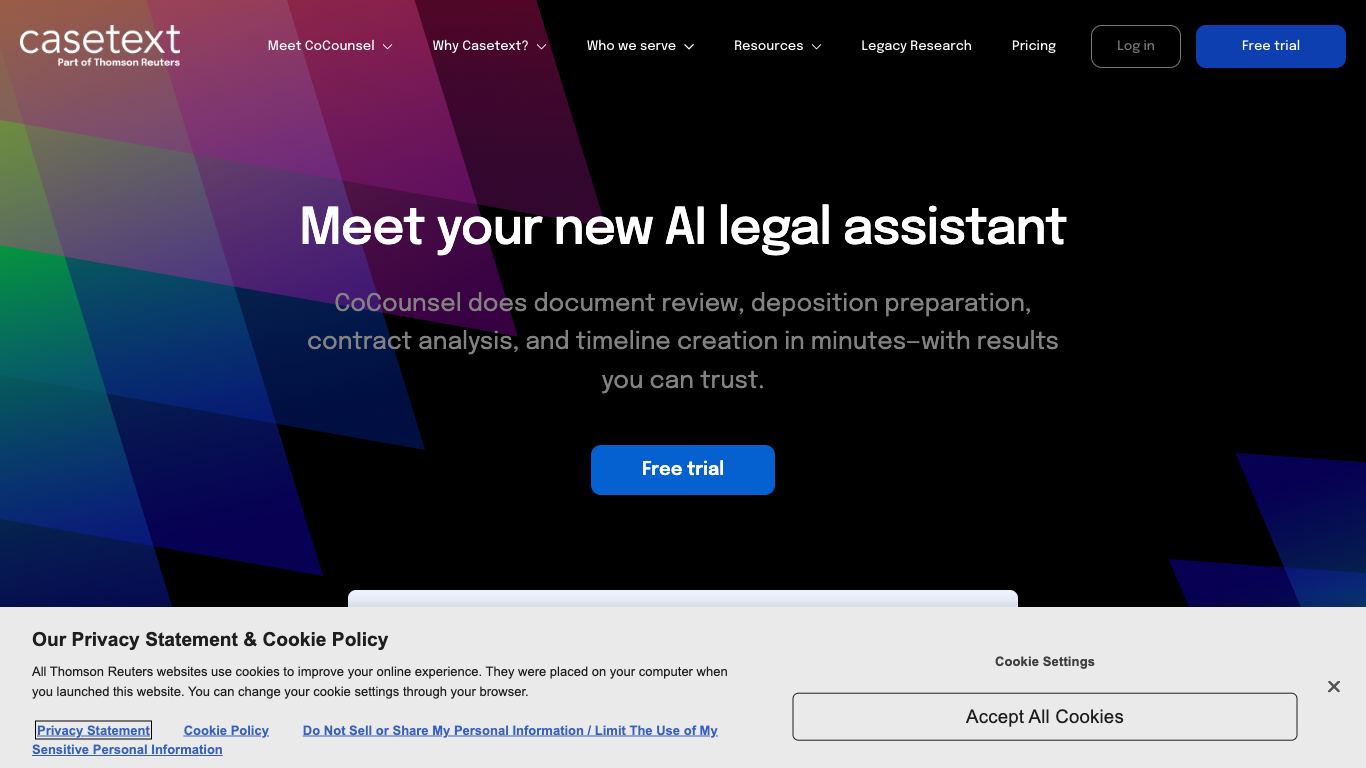 casetext
Part of Thomson Reuters
Meet CoCounsel
Why Casetext?
Who we serve
Resources
Legacy Research
Pricing
Log in
Free trial
Meet your new AI legal assistant
CoCounsel does document review, deposition preparation,
contract analysis, and timeline creation in minutes—with results
you can trust.
Free trial
Our Privacy Statement & Cookie Policy
All Thomson Reuters websites use cookies to improve your online experience. They were placed on your computer when
you launched this website. You can change your cookie settings through your browser.
Privacy Statement
Cookie Policy
Do Not Sell or Share My Personal Information / Limit The Use of My
Sensitive Personal Information
Cookie Settings
Accept All Cookies